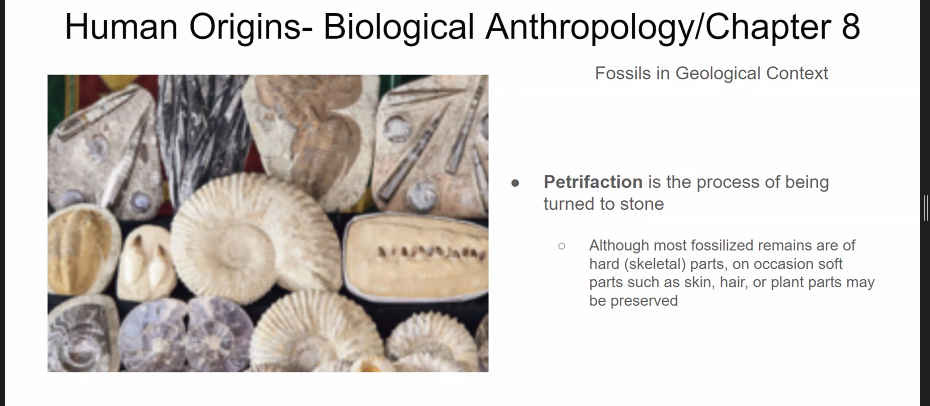 Human Origins- Biological Anthropology/Chapter 8
Fossils in Geological Context
● Petrifaction is the process of being
turned to stone
○ Although most fossilized remains are of
hard (skeletal) parts, on occasion soft
parts such as skin, hair, or plant parts may
be preserved